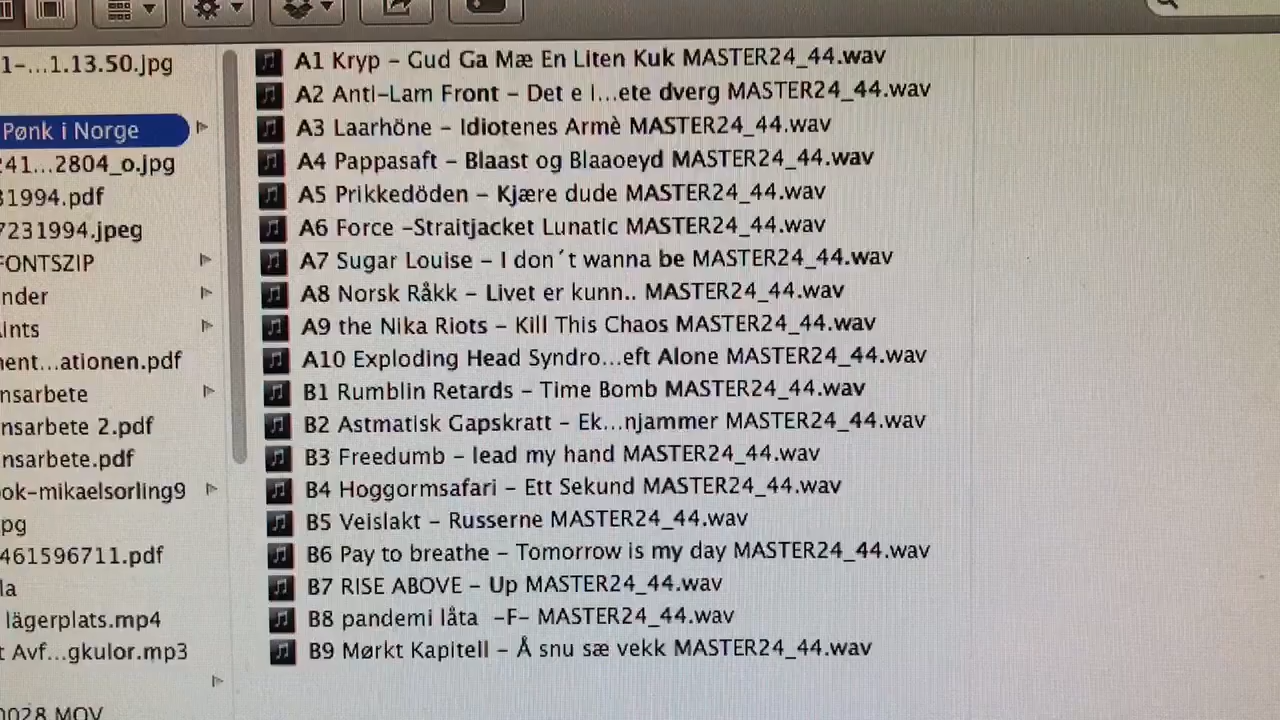 1-...1.13.50.jpg
Pønk i Norge
41...2804_o.jpg
31994.pdf
7231994.jpeg
FONTSZIP
nder
ints
nent...ationen.pdf
nsarbete
nsarbete 2.pdf
nsarbete.pdf
ok-mikaelsorling9
pg
461596711.pdf
la
lägerplats.mp4
t Avf...gkulor.mp3
0028.MOV
A1 Kryp - Gud Ga Mæ En Liten Kuk MASTER24_44.wav
A2 Anti-Lam Front - Det e l...ete dverg MASTER24_44.wav
A3 Laarhöne - Idiotenes Armè MASTER24_44.wav
A4 Pappasaft - Blaast og Blaaoeyd MASTER24_44.wav
A5 Prikkedöden - Kjære dude MASTER24_44.wav
A6 Force -Straitjacket Lunatic MASTER24_44.wav
A7 Sugar Louise - I don´t wanna be MASTER24_44.wav
A8 Norsk Råkk - Livet er kunn.. MASTER24_44.wav
A9 the Nika Riots - Kill This Chaos MASTER24_44.wav
A10 Exploding Head Syndro...eft Alone MASTER24_44.wav
B1 Rumblin Retards - Time Bomb MASTER24_44.wav
B2 Astmatisk Gapskratt - Ek...njammer MASTER24_44.wav
B3 Freedumb - lead my hand MASTER24_44.wav
B4 Hoggormsafari - Ett Sekund MASTER24_44.wav
B5 Veislakt - Russerne MASTER24_44.wav
B6 Pay to breathe - Tomorrow is my day MASTER24_44.wav
B7 RISE ABOVE - Up MASTER24_44.wav
B8 pandemi låta -F- MASTER24_44.wav
B9 Mørkt Kapitell - Å snu sæ vekk MASTER24_44.wav